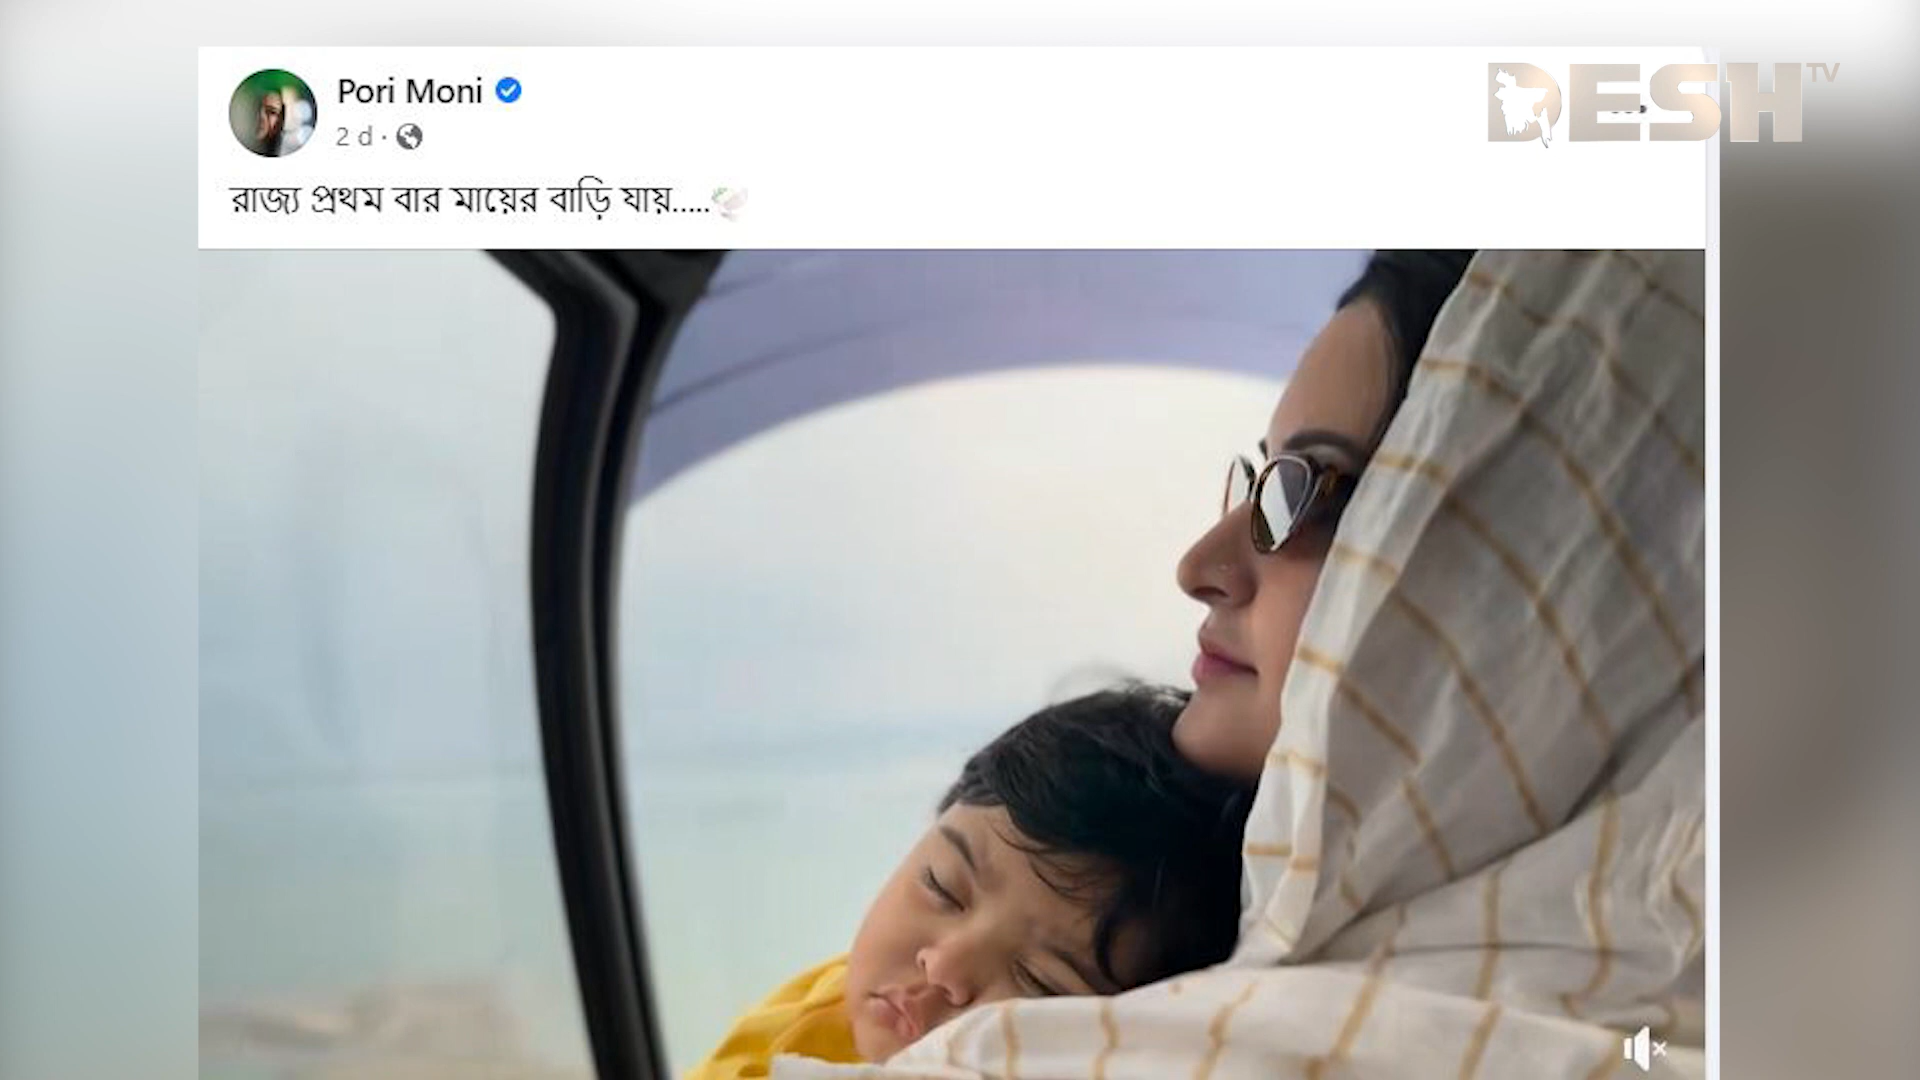 Pori Moni
2 d ·
রাজ্য প্রথম বার মায়ের বাড়ি যায়.....🕊️
DESH TV